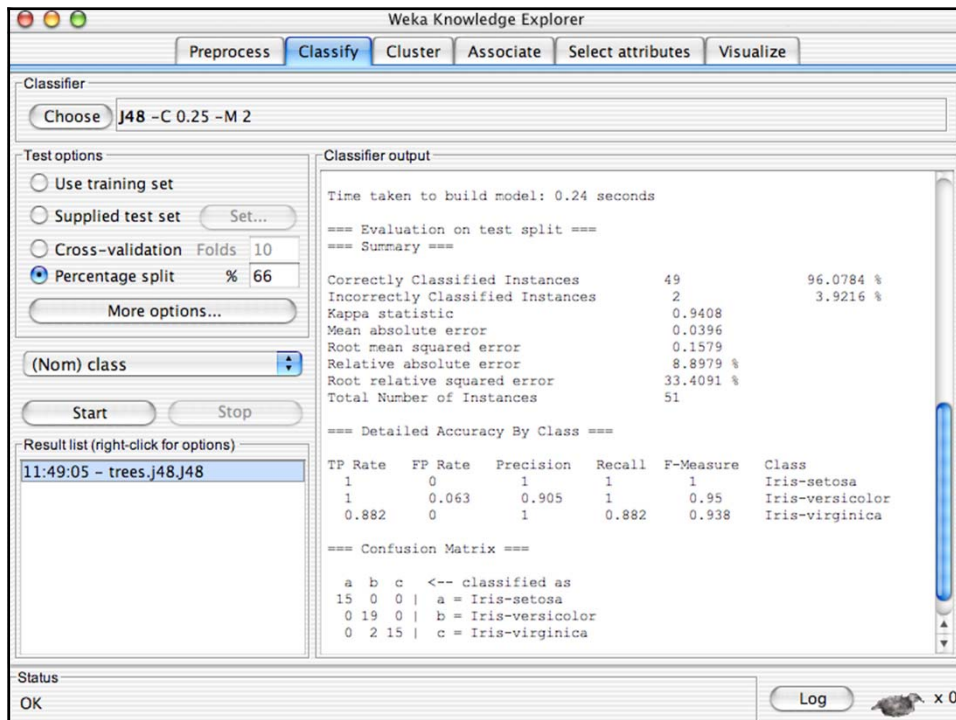 Weka Knowledge Explorer
Preprocess Classify Cluster Associate Select attributes Visualize
Classifier
Choose J48 -C 0.25 -M 2
Test options
Use training set
Supplied test set Set...
Cross-validation Folds 10
Percentage split % 66
More options...
(Nom) class
Start Stop
Result list (right-click for options)
11:49:05 - trees.j48.J48
Classifier output
Time taken to build model: 0.24 seconds
=== Evaluation on test split ===
=== Summary ===
Correctly Classified Instances 49 96.0784 %
Incorrectly Classified Instances 2 3.9216 %
Kappa statistic 0.9408
Mean absolute error 0.0396
Root mean squared error 0.1579
Relative absolute error 8.8979 %
Root relative squared error 33.4091 %
Total Number of Instances 51
=== Detailed Accuracy By Class ===
TP Rate FP Rate Precision Recall F-Measure Class
1 0 1 1 1 Iris-setosa
1 0.063 0.905 1 0.95 Iris-versicolor
0.882 0 1 0.882 0.938 Iris-virginica
=== Confusion Matrix ===
a b c <-- classified as
15 0 0 | a = Iris-setosa
0 19 0 | b = Iris-versicolor
0 2 15 | c = Iris-virginica
Status
OK
Log x 0